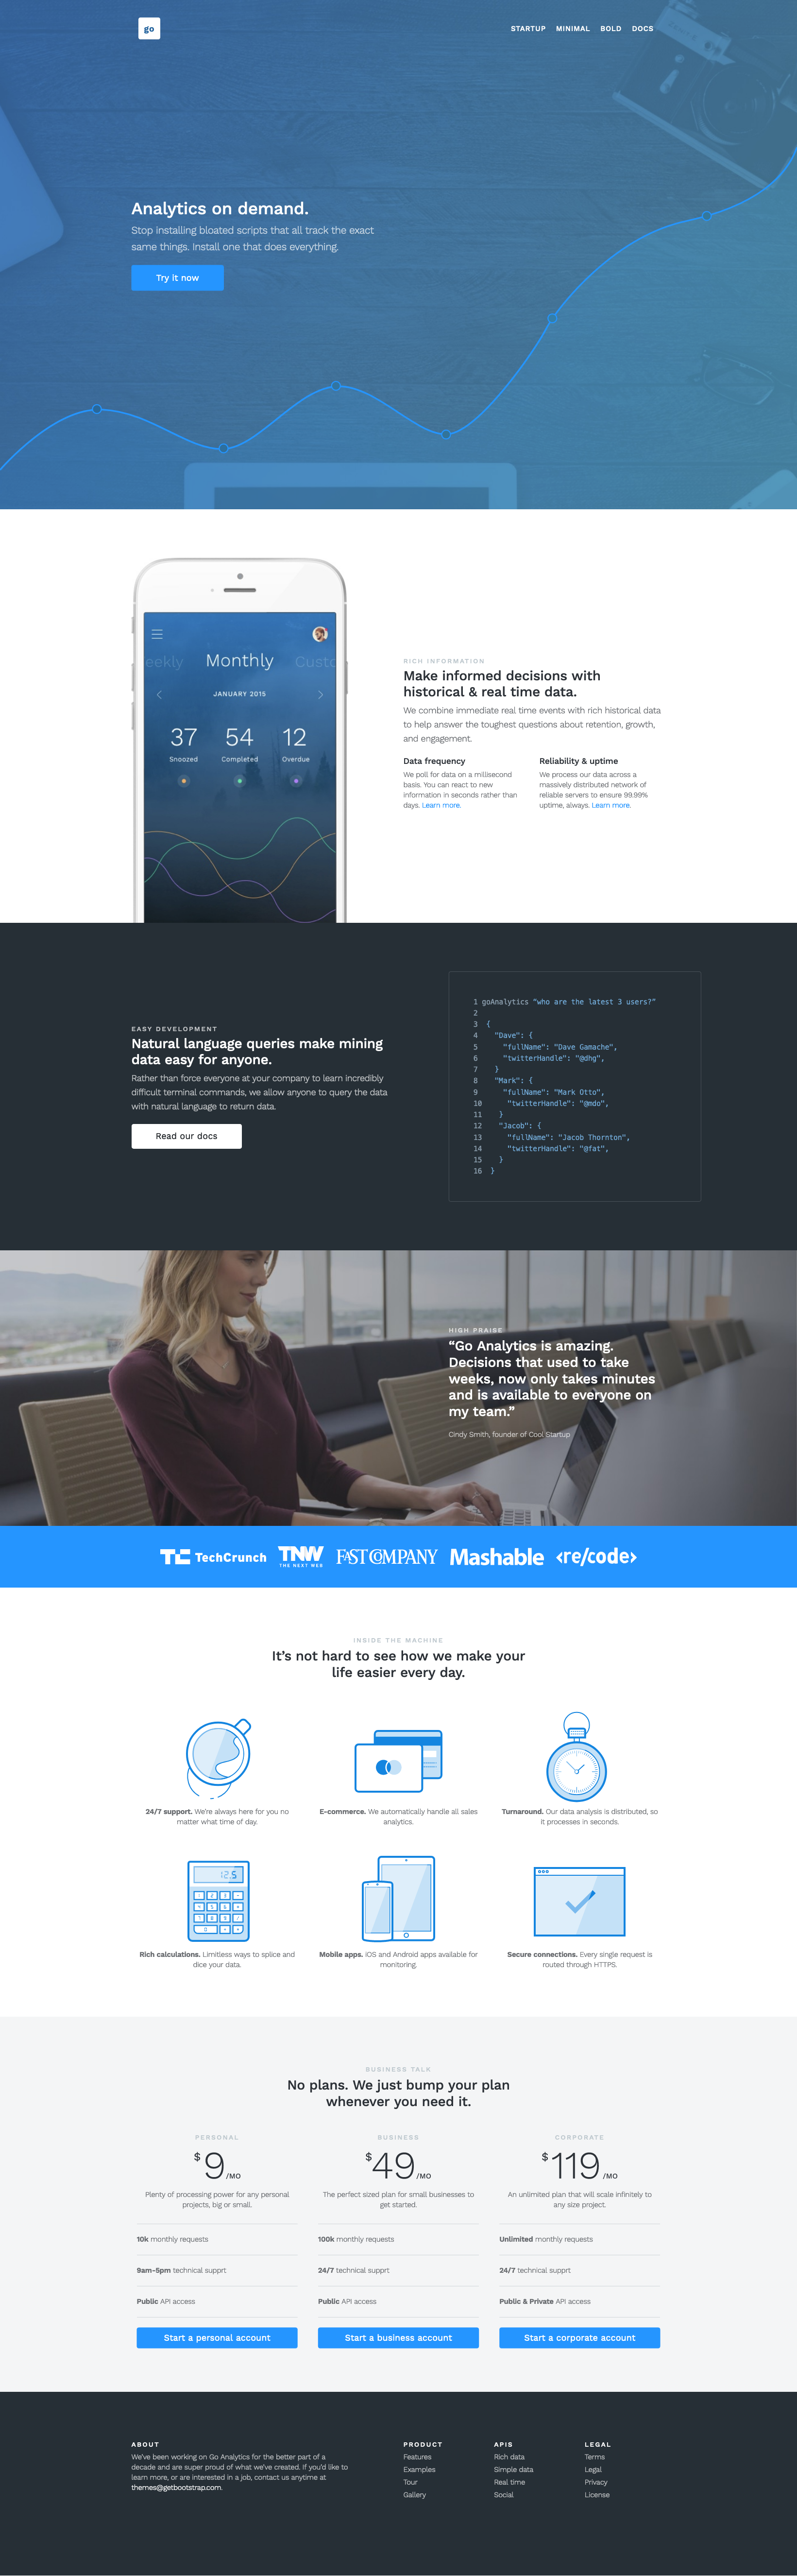 go
STARTUP MINIMAL BOLD DOCS
Analytics on demand.
Stop installing bloated scripts that all track the exact
same things. Install one that does everything.
Try it now
eekly Monthly Custo
JANUARY 2015
37 54 12
Snoozed Completed Overdue
RICH INFORMATION
Make informed decisions with
historical & real time data.
We combine immediate real time events with rich historical data
to help answer the toughest questions about retention, growth,
and engagement.
Data frequency
We poll for data on a millisecond
basis. You can react to new
information in seconds rather than
days. Learn more.
Reliability & uptime
We process our data across a
massively distributed network of
reliable servers to ensure 99.99%
uptime, always. Learn more.
EASY DEVELOPMENT
Natural language queries make mining
data easy for anyone.
Rather than force everyone at your company to learn incredibly
difficult terminal commands, we allow anyone to query the data
with natural language to return data.
Read our docs
1 goAnalytics “who are the latest 3 users?”
2
3 {
4 "Dave": {
5 "fullName": “Dave Gamache",
6 "twitterHandle": "@dhg",
7 }
8 "Mark": {
9 "fullName": “Mark Otto",
10 "twitterHandle": "@mdo",
11 }
12 "Jacob": {
13 "fullName": “Jacob Thornton",
14 "twitterHandle": "@fat",
15 }
16 }
HIGH PRAISE
“Go Analytics is amazing.
Decisions that used to take
weeks, now only takes minutes
and is available to everyone on
my team.”
Cindy Smith, founder of Cool Startup
TC TechCrunch TNW THE NEXT WEB FAST COMPANY Mashable <re/code>
INSIDE THE MACHINE
It’s not hard to see how we make your
life easier every day.
24/7 support. We’re always here for you no
matter what time of day.
E-commerce. We automatically handle all sales
analytics.
Turnaround. Our data analysis is distributed, so
it processes in seconds.
12.5
Rich calculations. Limitless ways to splice and
dice your data.
Mobile apps. iOS and Android apps available for
monitoring.
Secure connections. Every single request is
routed through HTTPS.
BUSINESS TALK
No plans. We just bump your plan
whenever you need it.
PERSONAL
$9/MO
Plenty of processing power for any personal
projects, big or small.
10k monthly requests
9am-5pm technical supprt
Public API access
Start a personal account
BUSINESS
$49/MO
The perfect sized plan for small businesses to
get started.
100k monthly requests
24/7 technical supprt
Public API access
Start a business account
CORPORATE
$119/MO
An unlimited plan that will scale infinitely to
any size project.
Unlimited monthly requests
24/7 technical supprt
Public & Private API access
Start a corporate account
ABOUT
We’ve been working on Go Analytics for the better part of a
decade and are super proud of what we’ve created. If you’d like to
learn more, or are interested in a job, contact us anytime at
themes@getbootstrap.com.
PRODUCT
Features
Examples
Tour
Gallery
APIS
Rich data
Simple data
Real time
Social
LEGAL
Terms
Legal
Privacy
License